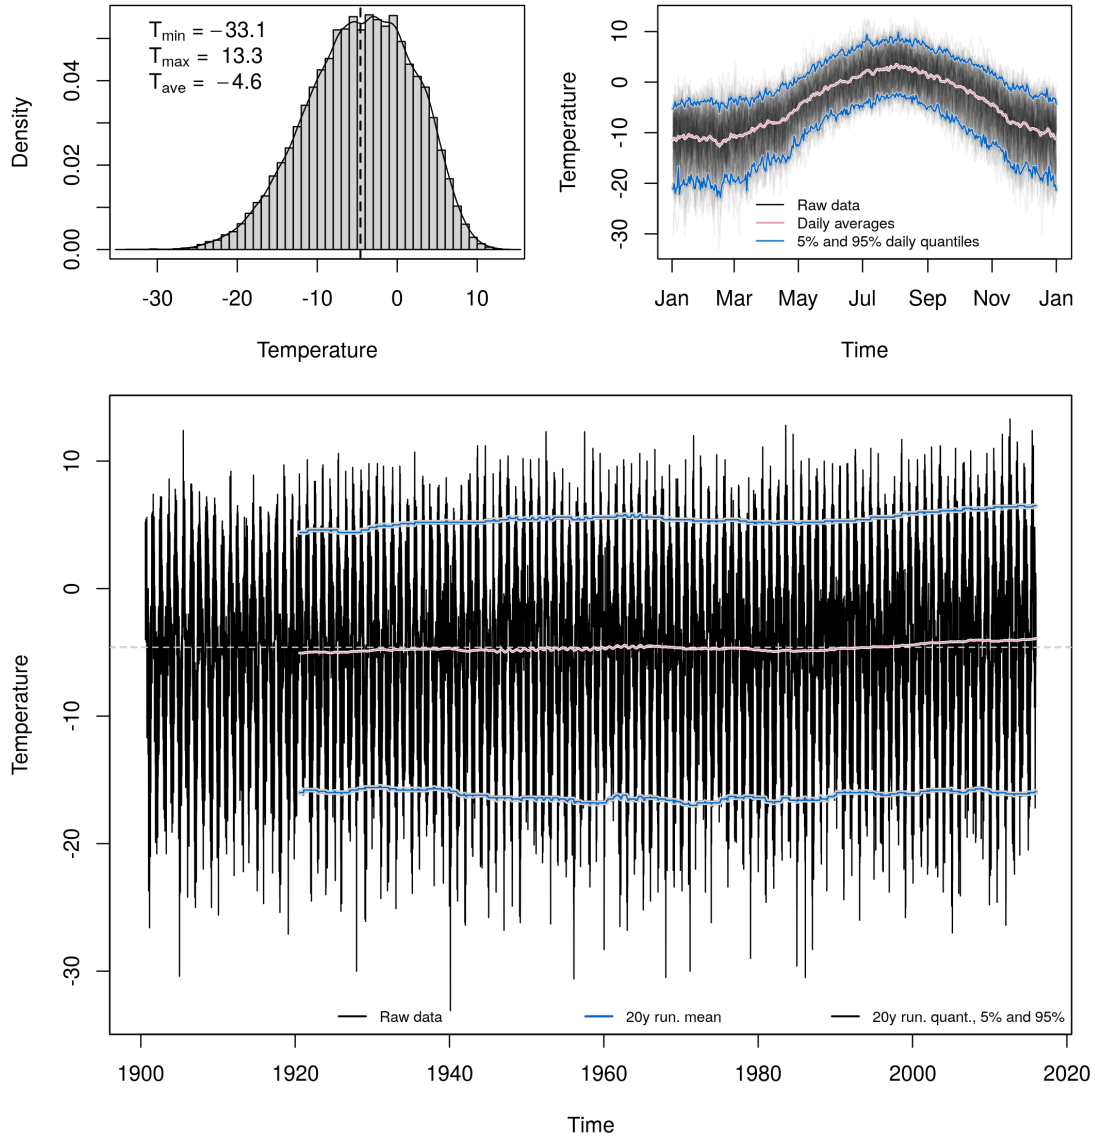 T_min = −33.1
T_max = 13.3
T_ave = −4.6
Density
0.00
0.02
0.04
-30 -20 -10 0 10
Temperature
Temperature
10
0
-10
-20
-30
Raw data
Daily averages
5% and 95% daily quantiles
Jan Mar May Jul Sep Nov Jan
Time
Temperature
10
0
-10
-20
-30
Raw data 20y run. mean 20y run. quant., 5% and 95%
1900 1920 1940 1960 1980 2000 2020
Time